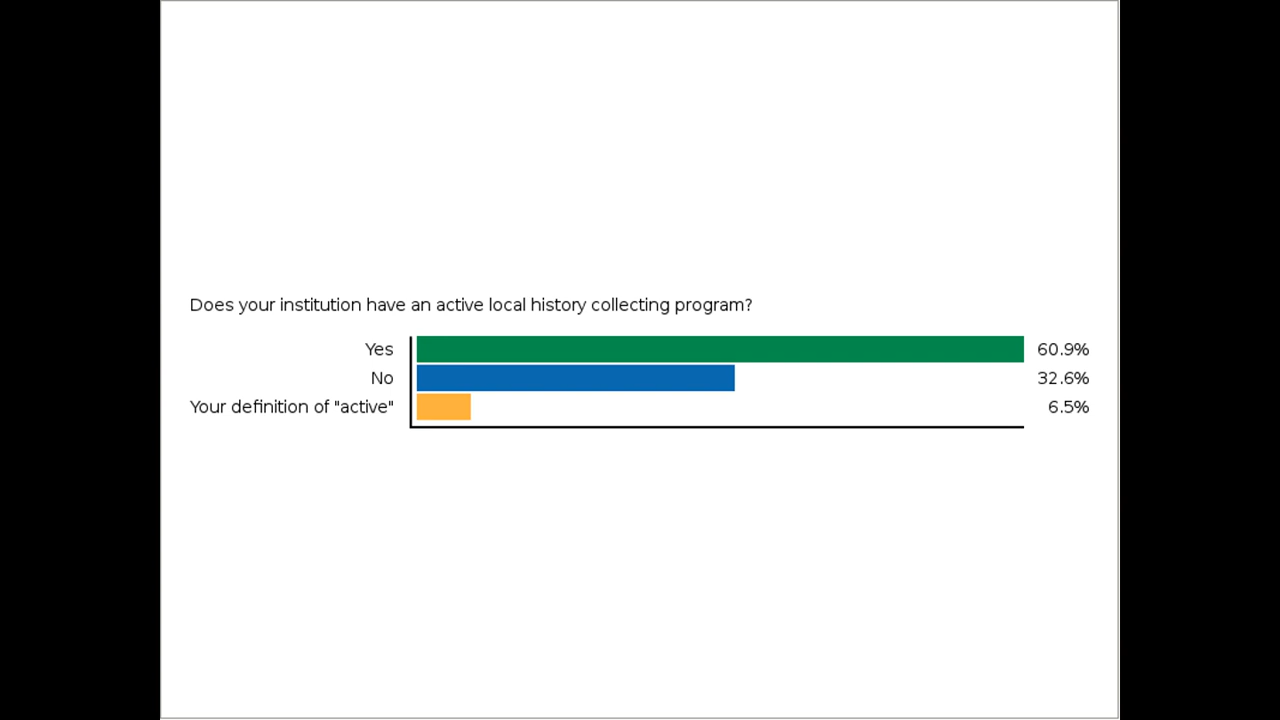 Does your institution have an active local history collecting program?
Yes 60.9%
No 32.6%
Your definition of "active" 6.5%